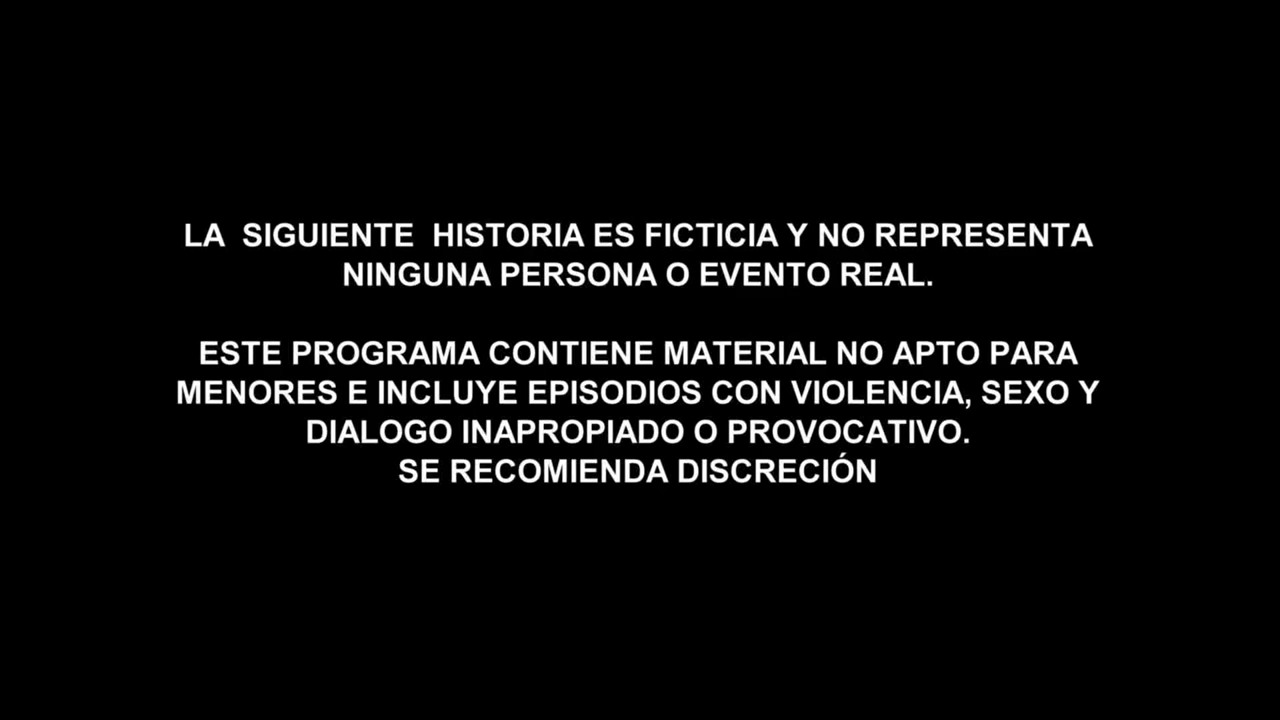 LA SIGUIENTE HISTORIA ES FICTICIA Y NO REPRESENTA
NINGUNA PERSONA O EVENTO REAL.
ESTE PROGRAMA CONTIENE MATERIAL NO APTO PARA
MENORES E INCLUYE EPISODIOS CON VIOLENCIA, SEXO Y
DIALOGO INAPROPIADO O PROVOCATIVO.
SE RECOMIENDA DISCRECIÓN